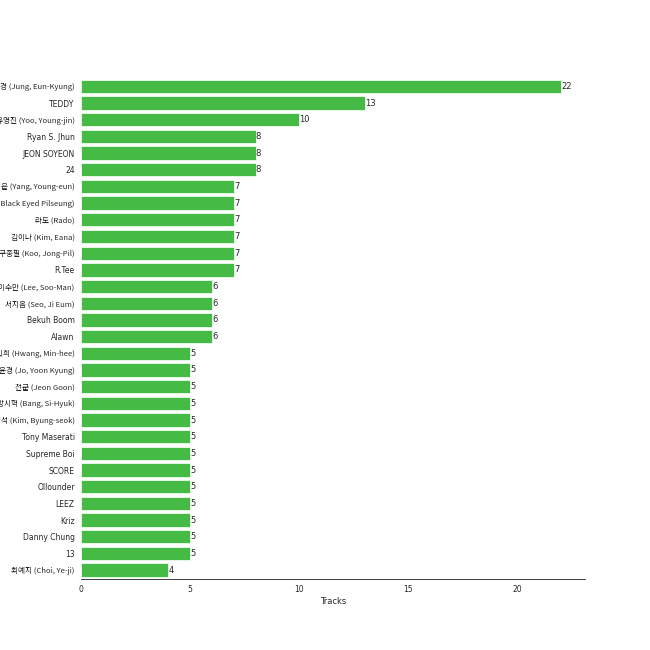 경 (Jung, Eun-Kyung) 22
TEDDY 13
유영진 (Yoo, Young-jin) 10
Ryan S. Jhun 8
JEON SOYEON 8
24 8
은 (Yang, Young-eun) 7
Black Eyed Pilseung) 7
라도 (Rado) 7
김이나 (Kim, Eana) 7
구종필 (Koo, Jong-Pil) 7
R.Tee 7
이수만 (Lee, Soo-Man) 6
서지음 (Seo, Ji Eum) 6
Bekuh Boom 6
Alawn 6
희 (Hwang, Min-hee) 5
윤경 (Jo, Yoon Kyung) 5
전군 (Jeon Goon) 5
방시혁 (Bang, Si-Hyuk) 5
석 (Kim, Byung-seok) 5
Tony Maserati 5
Supreme Boi 5
SCORE 5
Ollounder 5
LEEZ 5
Kriz 5
Danny Chung 5
13 5
최예지 (Choi, Ye-ji) 4
0 5 10 15 20
Tracks